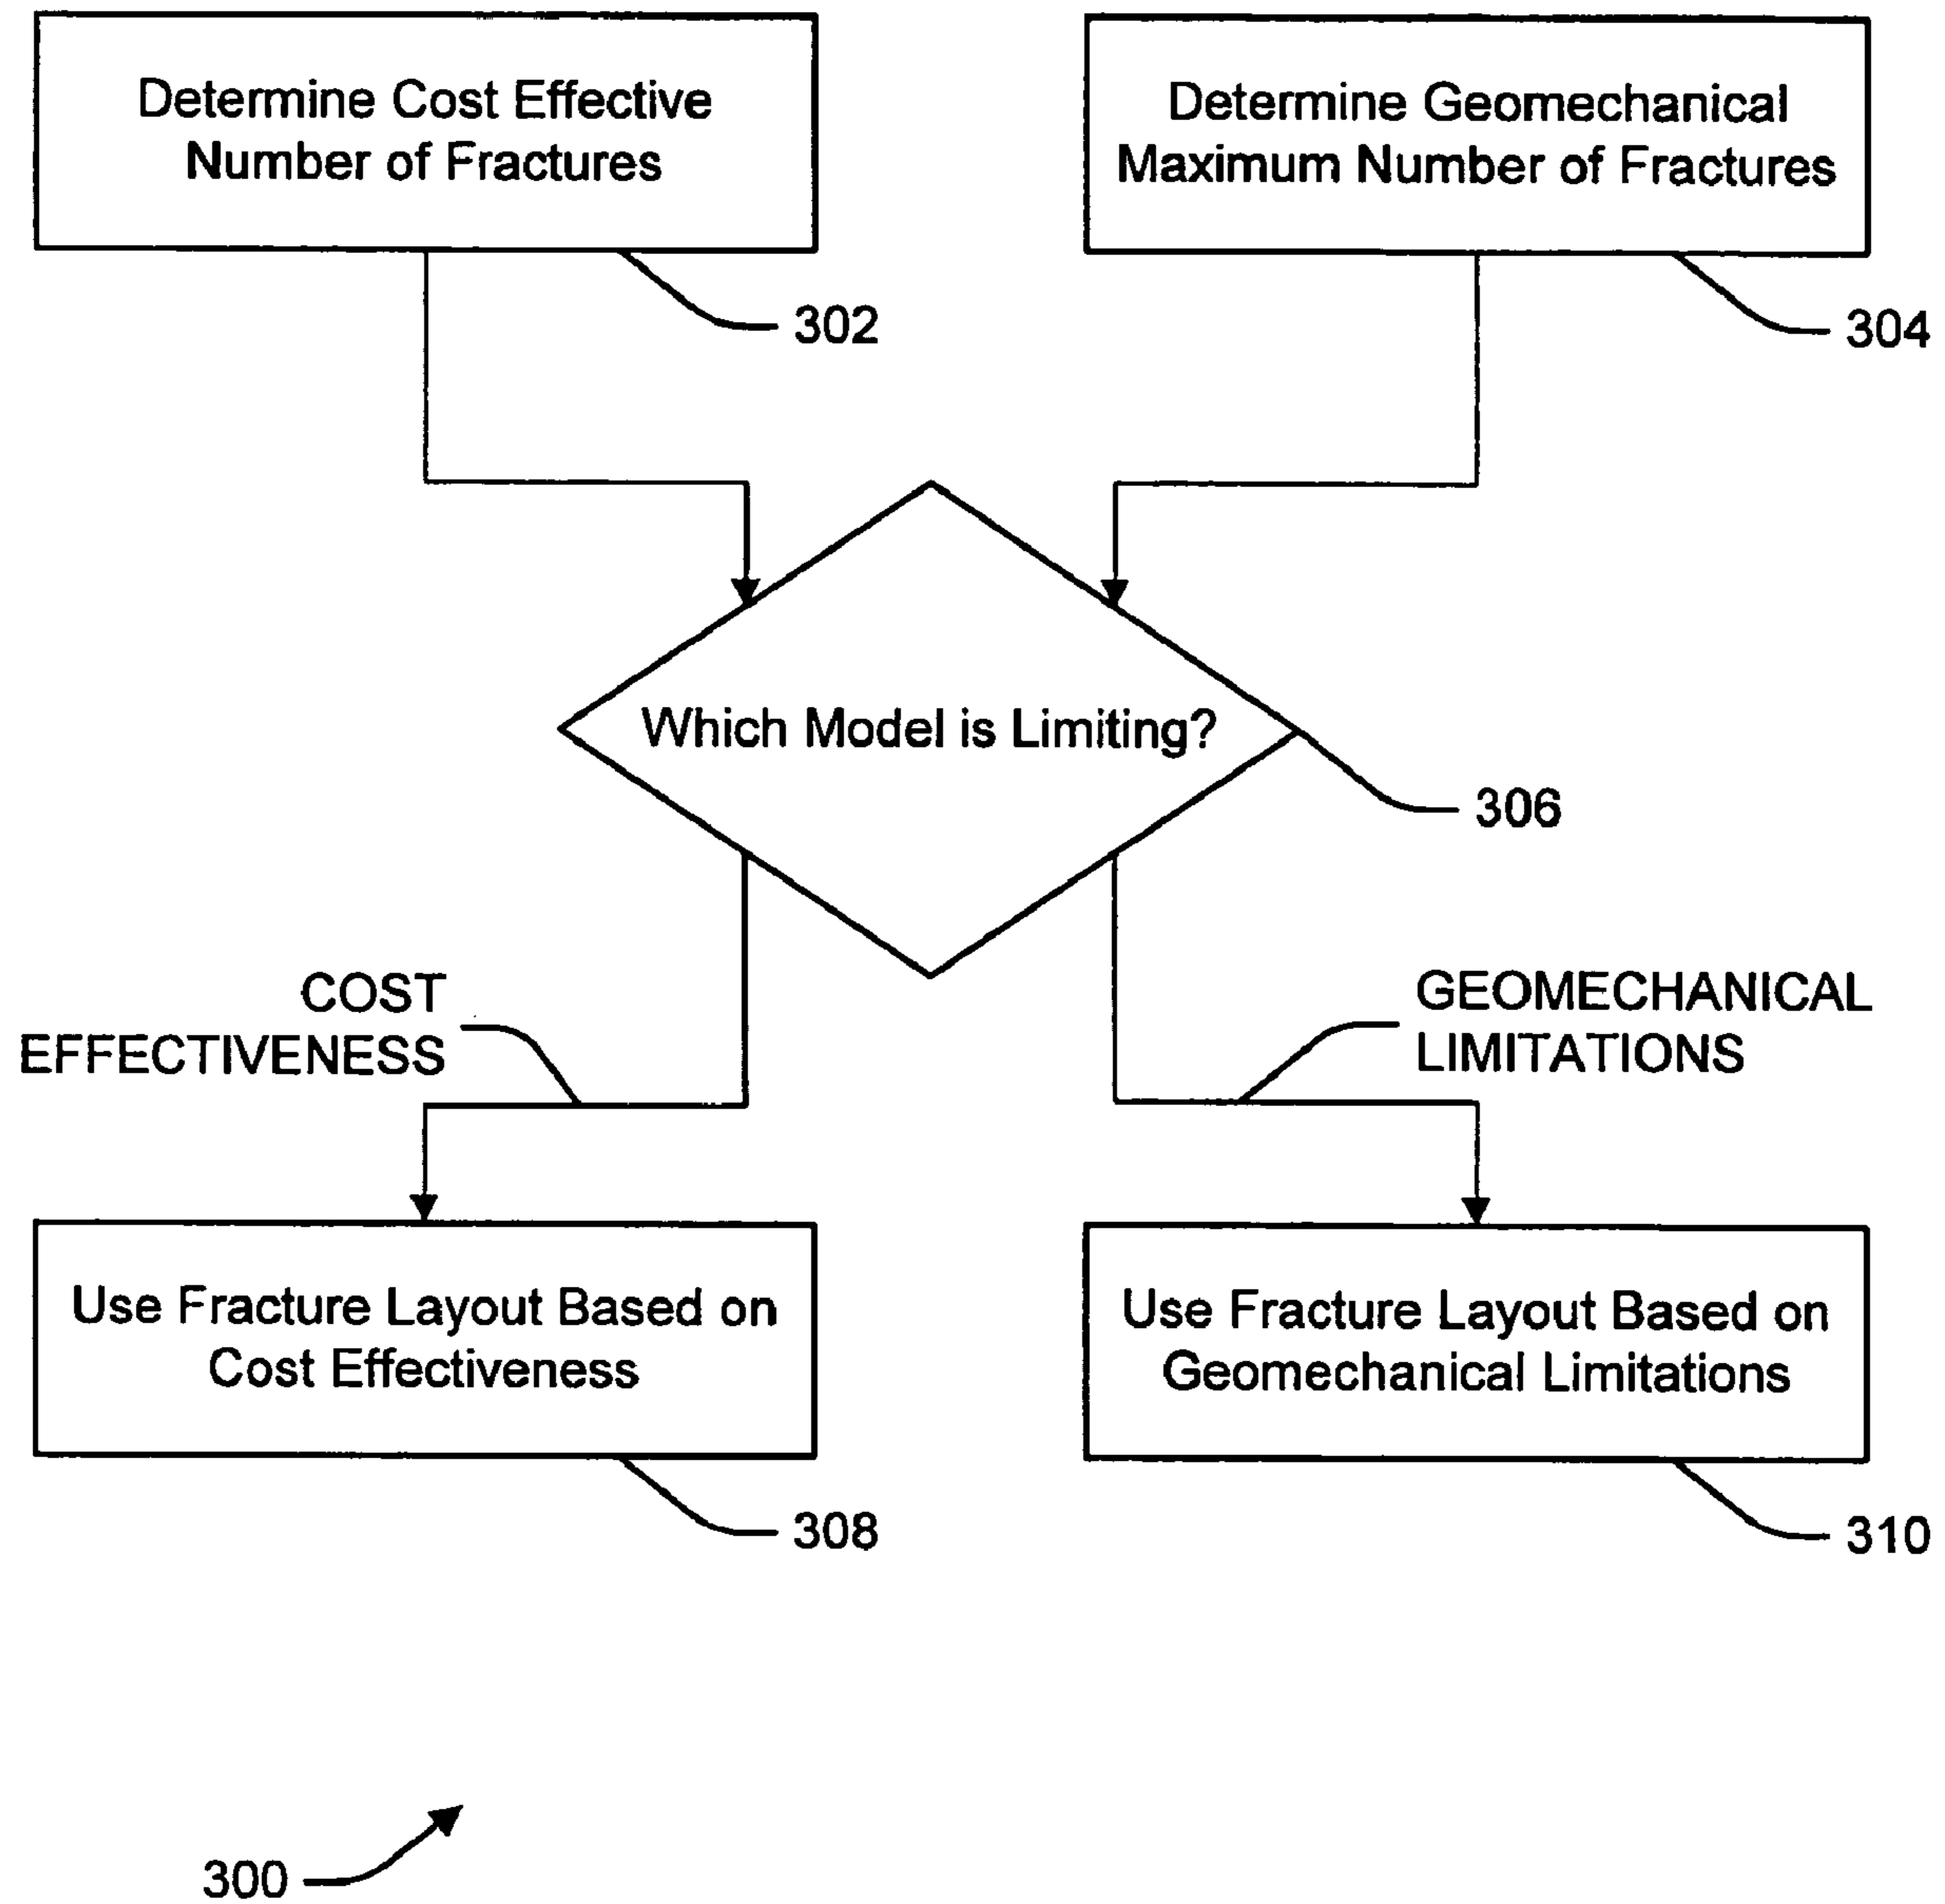 Determine Cost Effective
Number of Fractures
302
Determine Geomechanical
Maximum Number of Fractures
304
Which Model is Limiting?
306
COST
EFFECTIVENESS
GEOMECHANICAL
LIMITATIONS
Use Fracture Layout Based on
Cost Effectiveness
308
Use Fracture Layout Based on
Geomechanical Limitations
310
300